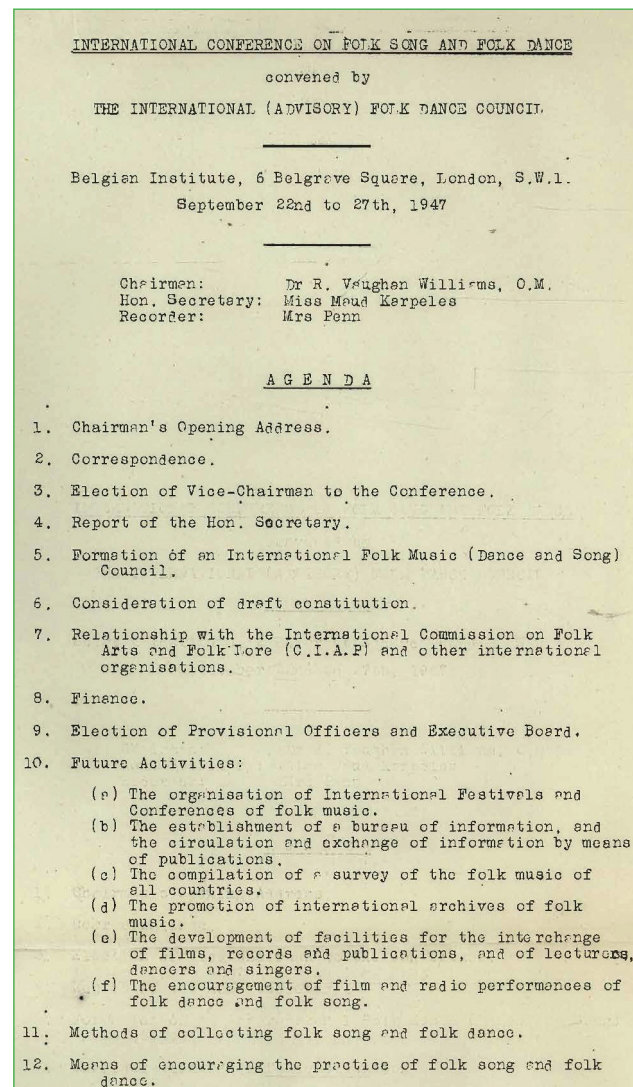 INTERNATIONAL CONFERENCE ON FOLK SONG AND FOLK DANCE
convened by
THE INTERNATIONAL (ADVISORY) FOLK DANCE COUNCIL
Belgian Institute, 6 Belgrave Square, London, S.W.1.
September 22nd to 27th, 1947
Chairman: Dr R. Vaughan Williams, O.M.
Hon. Secretary: Miss Maud Karpeles
Recorder: Mrs Penn
A G E N D A
1. Chairman's Opening Address.
2. Correspondence.
3. Election of Vice-Chairman to the Conference.
4. Report of the Hon. Secretary.
5. Formation of an International Folk Music (Dance and Song)
Council.
6. Consideration of draft constitution.
7. Relationship with the International Commission on Folk
Arts and Folk Lore (C.I.A.P) and other international
organisations.
8. Finance.
9. Election of Provisional Officers and Executive Board.
10. Future Activities:
(a) The organisation of International Festivals and
Conferences of folk music.
(b) The establishment of a bureau of information, and
the circulation and exchange of information by means
of publications.
(c) The compilation of a survey of the folk music of
all countries.
(d) The promotion of international archives of folk
music.
(e) The development of facilities for the interchange
of films, records and publications, and of lecturers,
dancers and singers.
(f) The encouragement of film and radio performances of
folk dance and folk song.
11. Methods of collecting folk song and folk dance.
12. Means of encouraging the practice of folk song and folk
dance.